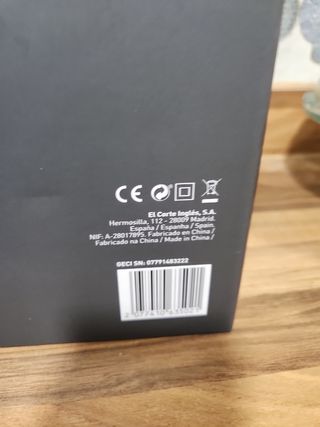 CE
El Corte Inglés, S.A.
Hermosilla, 112 - 28009 Madrid.
España / Espanha / Spain.
NIF: A-28017895. Fabricado en China /
Fabricado na China / Made in China /
GECI SN: 07791483222